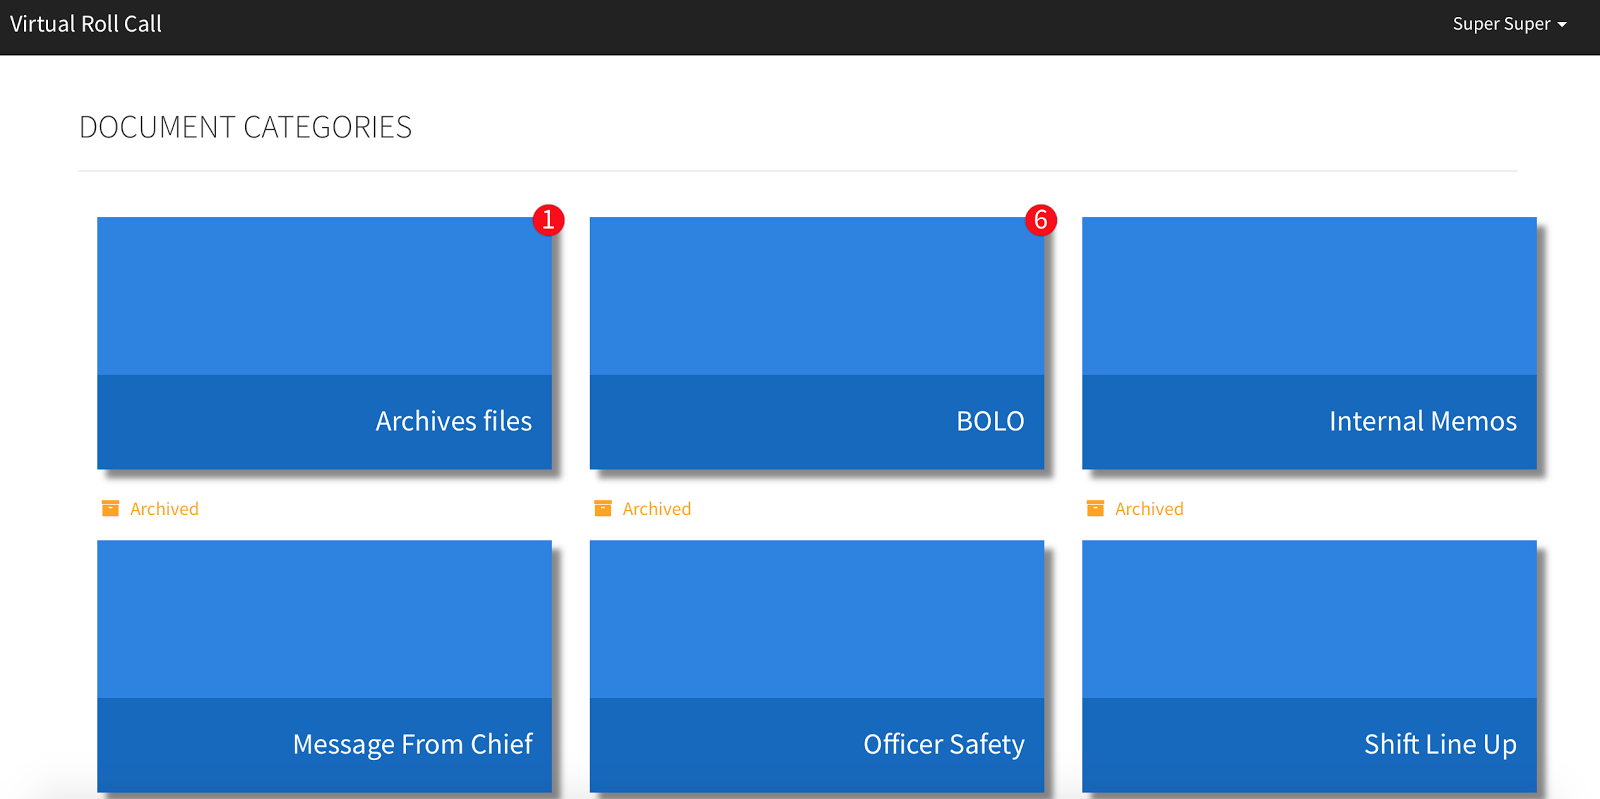 Virtual Roll Call
Super Super
DOCUMENT CATEGORIES
1
6
Archives files
BOLO
Internal Memos
Archived
Archived
Archived
Message From Chief
Officer Safety
Shift Line Up